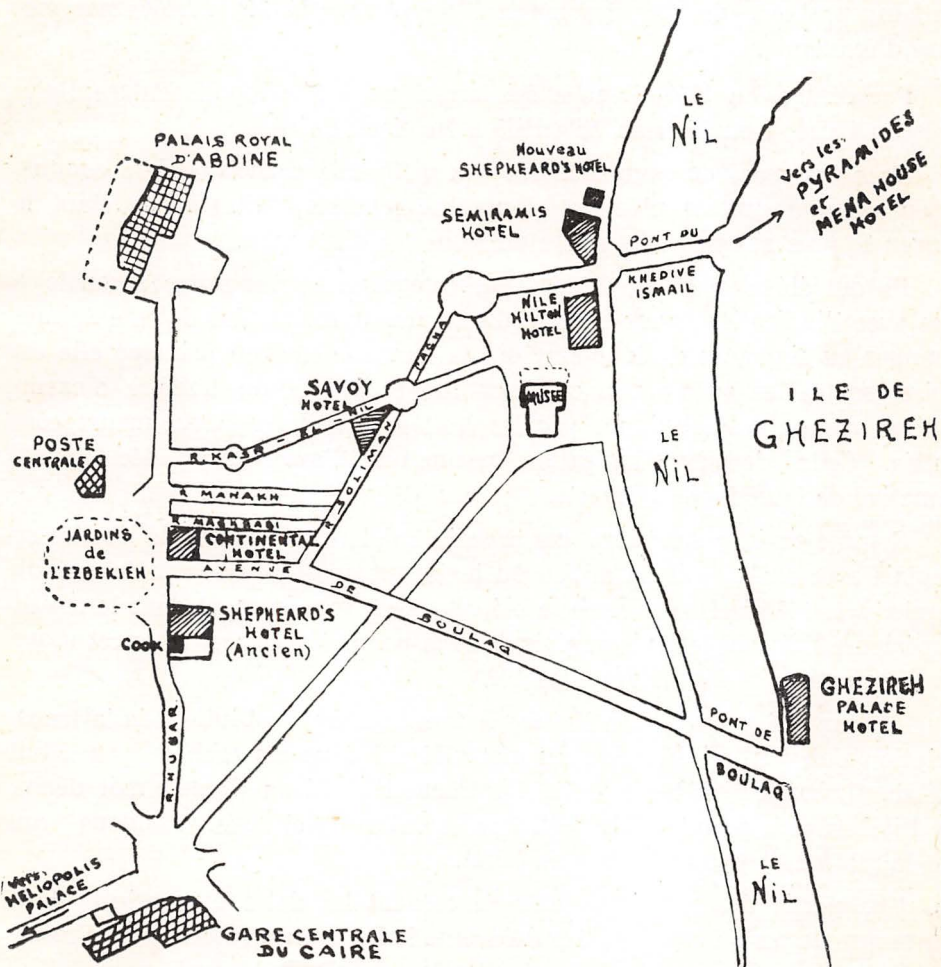 LE
Nil
PALAIS ROYAL
D'ABDINE
Nouveau
SHEPHEARD'S HOTEL
SEMIRAMIS
HOTEL
Vers les
PYRAMIDES
et
MENA HOUSE
HOTEL
PONT DU
KHEDIVE
ISMAIL
NILE
HILTON
HOTEL
PACHA
SAVOY
HOTEL
MUSEE
ILE DE
GHEZIREH
LE
Nil
POSTE
CENTRALE
R. KASR - EL - NIL
R. SOLIMAN
R MANAKH
R MAGHRABI
JARDINS
de
L'EZBEKIEH
CONTINENTAL
HOTEL
AVENUE DE BOULAQ
SHEPHEARD'S
HOTEL
(Ancien)
COOK
R. NUBAR
GHEZIREH
PALACE
HOTEL
PONT DE
BOULAQ
LE
Nil
vers
HELIOPOLIS
PALACE
GARE CENTRALE
DU CAIRE